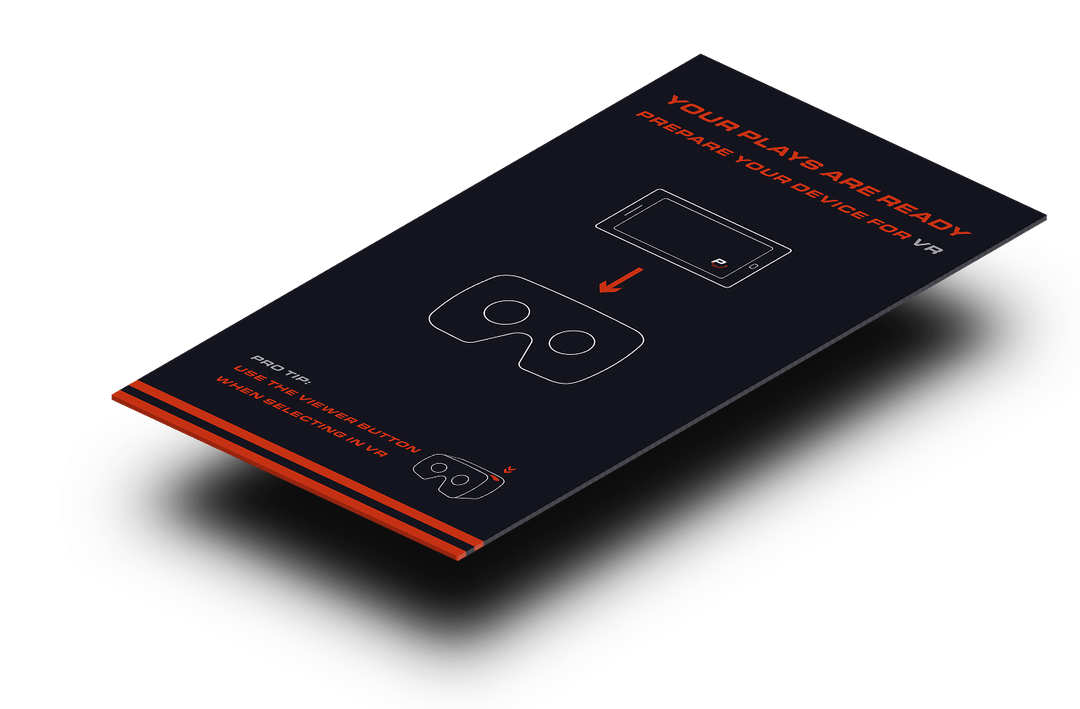 YOUR PLAYS ARE READY
PREPARE YOUR DEVICE FOR VR
P
PRO TIP:
USE THE VIEWER BUTTON
WHEN SELECTING IN VR